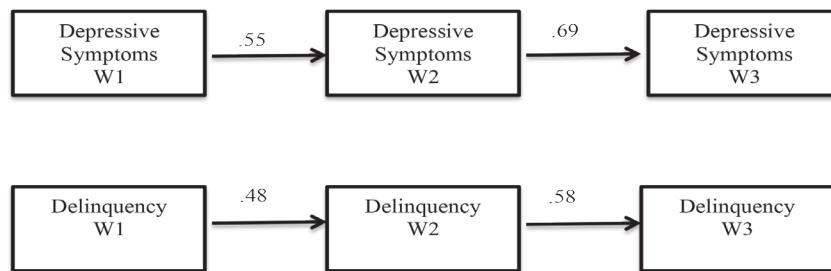 Depressive
Symptoms
W1
.55
Depressive
Symptoms
W2
.69
Depressive
Symptoms
W3
Delinquency
W1
.48
Delinquency
W2
.58
Delinquency
W3